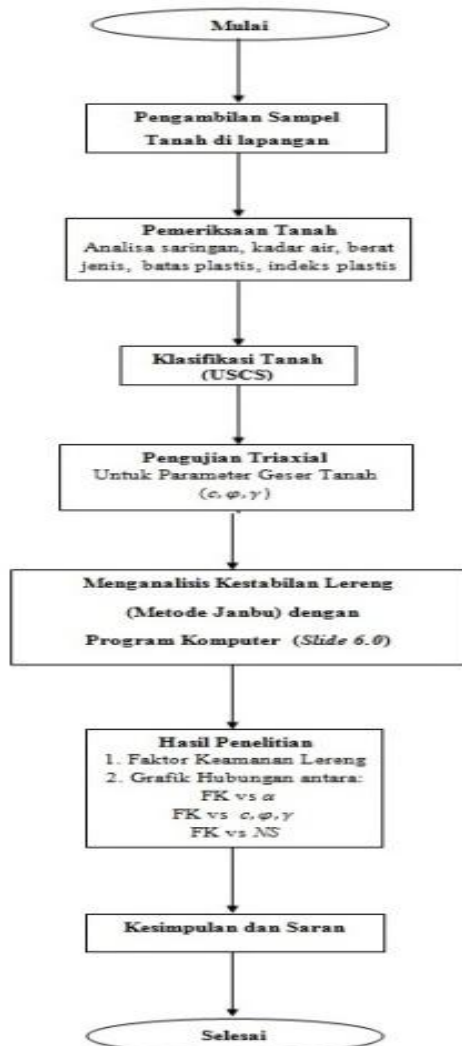 Mulai
Pengambilan Sampel
Tanah di lapangan
Pemeriksaan Tanah
Analisa saringan, kadar air, berat
jenis, batas plastis, indeks plastis
Klasifikasi Tanah
(USCS)
Pengujian Triaxial
Untuk Parameter Geser Tanah
(c, φ, γ)
Menganalisis Kestabilan Lereng
(Metode Janbu) dengan
Program Komputer (Slide 6.0)
Hasil Penelitian
1. Faktor Keamanan Lereng
2. Grafik Hubungan antara:
FK vs α
FK vs c, φ, γ
FK vs NS
Kesimpulan dan Saran
Selesai